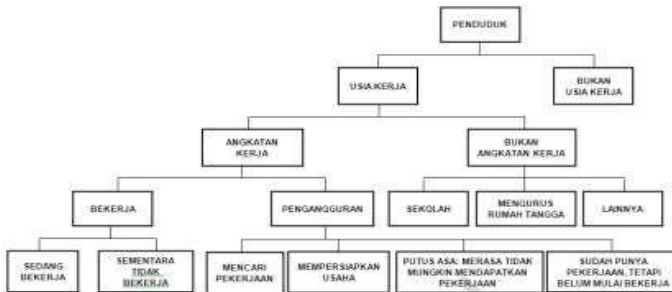 PENDUDUK
USIA KERJA
BUKAN
USIA KERJA
ANGKATAN
KERJA
BUKAN
ANGKATAN KERJA
BEKERJA
PENGANGGURAN
SEKOLAH
MENGURUS
RUMAH TANGGA
LAINNYA
SEDANG
BEKERJA
SEMENTARA
TIDAK
BEKERJA
MENCARI
PEKERJAAN
MEMPERSIAPKAN
USAHA
PUTUS ASA: MERASA TIDAK
MUNGKIN MENDAPATKAN
PEKERJAAN
SUDAH PUNYA
PEKERJAAN, TETAPI
BELUM MULAI BEKERJA